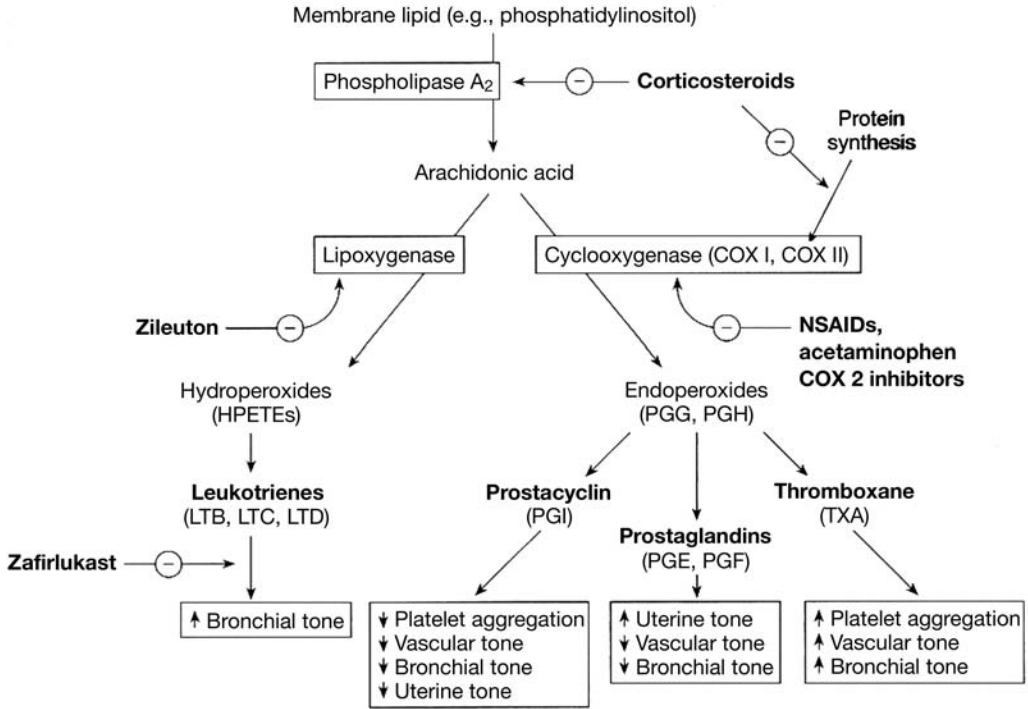 Membrane lipid (e.g., phosphatidylinositol)
Phospholipase A₂
−
Corticosteroids
−
Protein
synthesis
Arachidonic acid
Lipoxygenase
Cyclooxygenase (COX I, COX II)
Zileuton
−
−
NSAIDs,
acetaminophen
COX 2 inhibitors
Hydroperoxides
(HPETEs)
Endoperoxides
(PGG, PGH)
Leukotrienes
(LTB, LTC, LTD)
Prostacyclin
(PGI)
Prostaglandins
(PGE, PGF)
Thromboxane
(TXA)
Zafirlukast
−
↑ Bronchial tone
↓ Platelet aggregation
↓ Vascular tone
↓ Bronchial tone
↓ Uterine tone
↑ Uterine tone
↓ Vascular tone
↓ Bronchial tone
↑ Platelet aggregation
↑ Vascular tone
↑ Bronchial tone